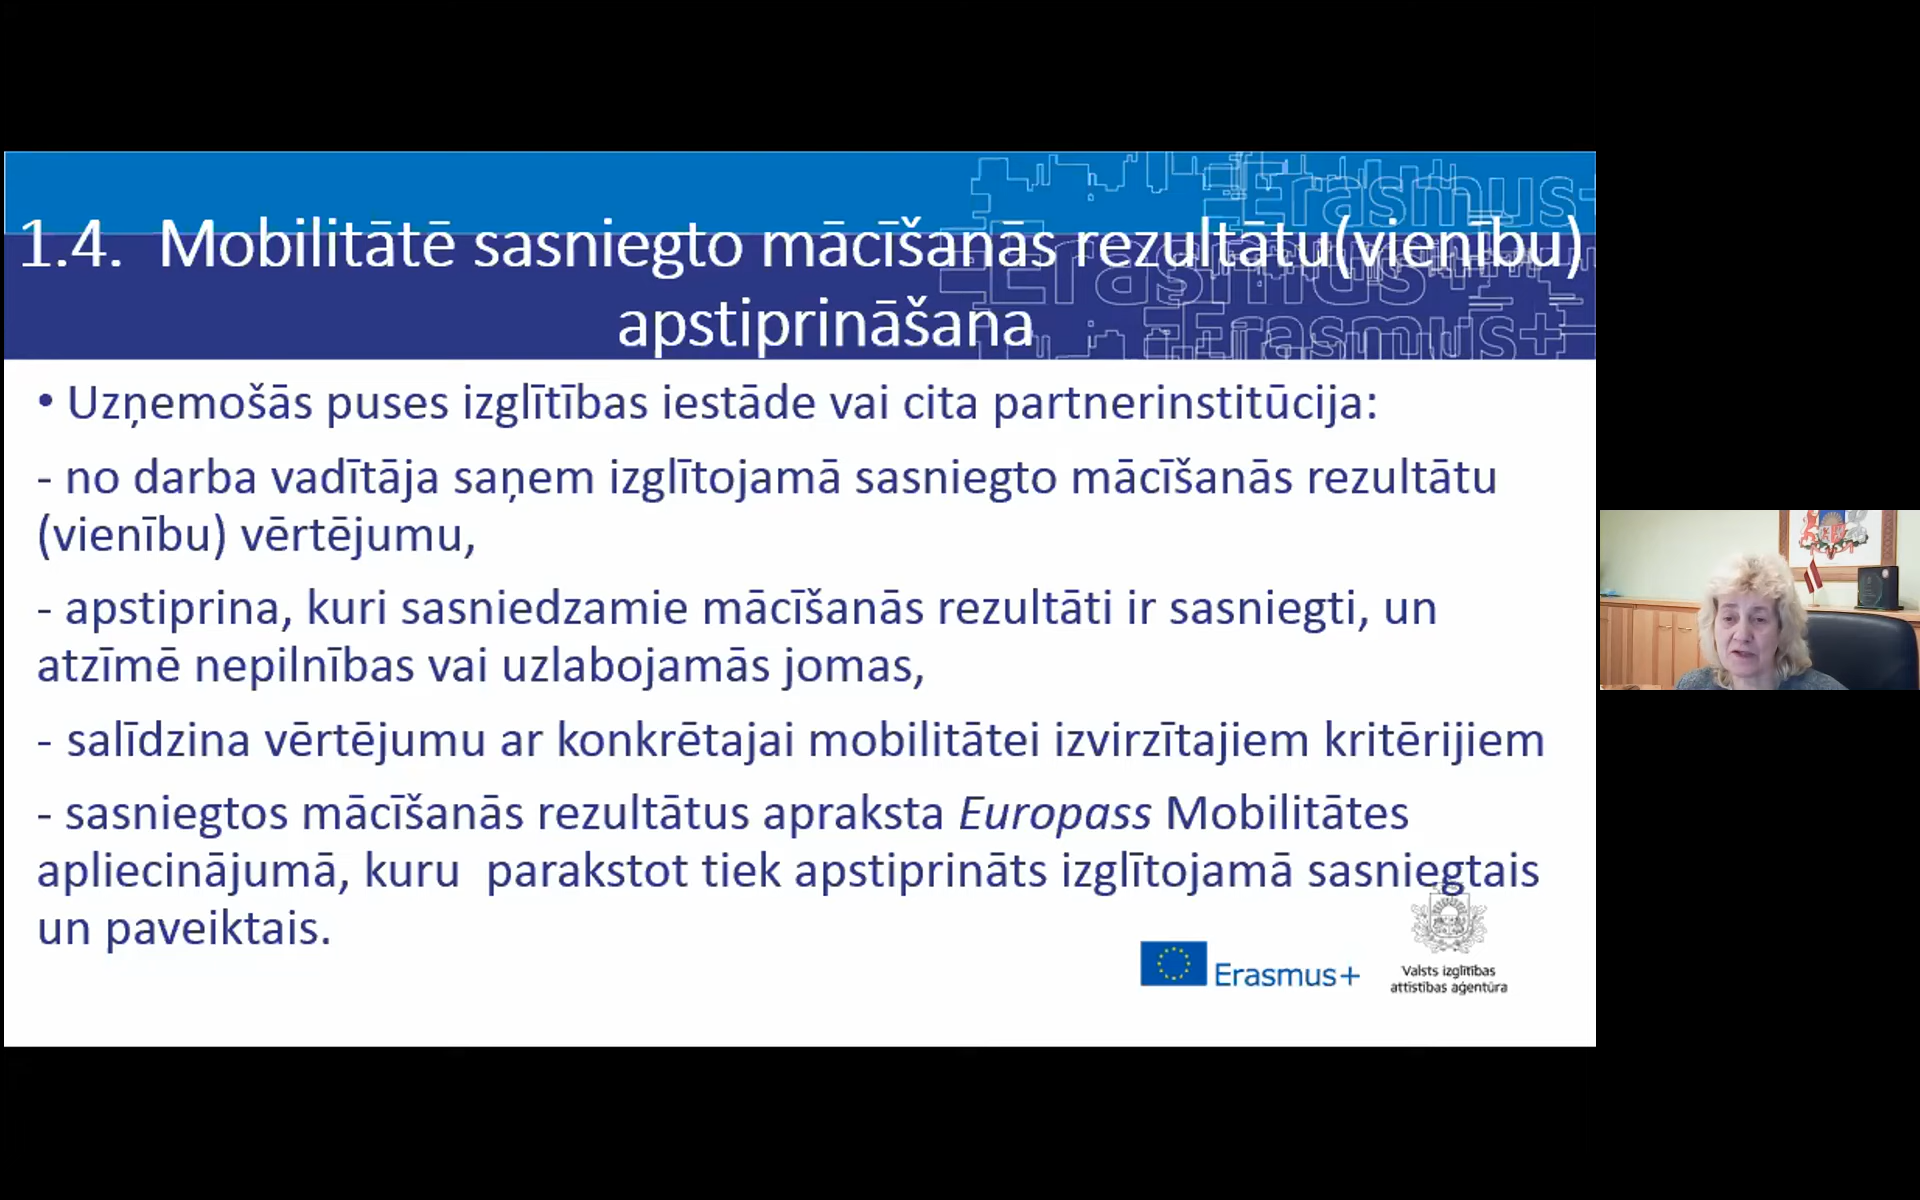 1.4. Mobilitātē sasniegto mācīšanās rezultātu(vienību)
apstiprināšana
• Uzņemošās puses izglītības iestāde vai cita partnerinstitūcija:
- no darba vadītāja saņem izglītojamā sasniegto mācīšanās rezultātu
(vienību) vērtējumu,
- apstiprina, kuri sasniedzamie mācīšanās rezultāti ir sasniegti, un
atzīmē nepilnības vai uzlabojamās jomas,
- salīdzina vērtējumu ar konkrētajai mobilitātei izvirzītajiem kritērijiem
- sasniegtos mācīšanās rezultātus apraksta Europass Mobilitātes
apliecinājumā, kuru  parakstot tiek apstiprināts izglītojamā sasniegtais
un paveiktais.
Erasmus+
Valsts izglītības
attīstības aģentūra
Erasmus+
Erasmus+
Erasmus+